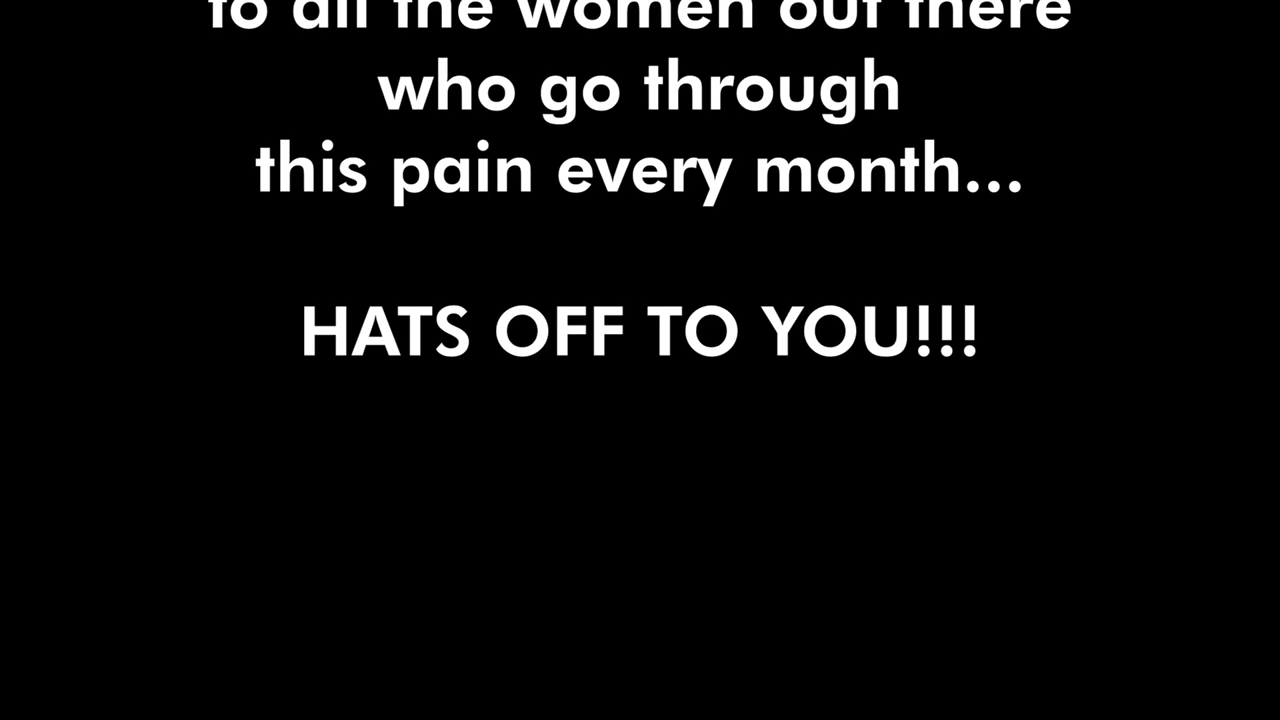 to all the women out there
who go through
this pain every month...
HATS OFF TO YOU!!!